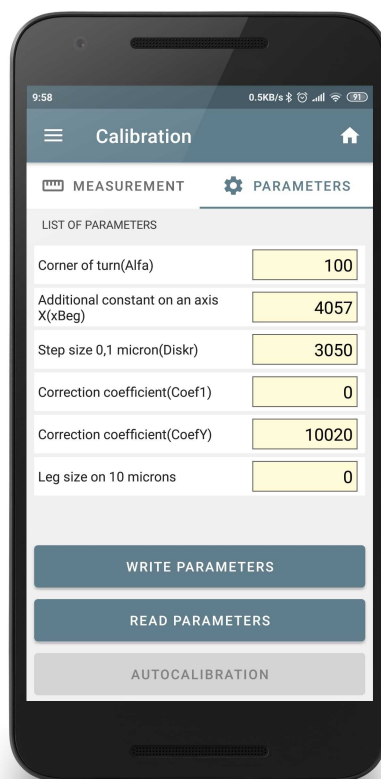 9:58 0.5KB/s 91
Calibration
MEASUREMENT PARAMETERS
LIST OF PARAMETERS
Corner of turn(Alfa) 100
Additional constant on an axis
X(xBeg) 4057
Step size 0,1 micron(Diskr) 3050
Correction coefficient(Coef1) 0
Correction coefficient(CoefY) 10020
Leg size on 10 microns 0
WRITE PARAMETERS
READ PARAMETERS
AUTOCALIBRATION